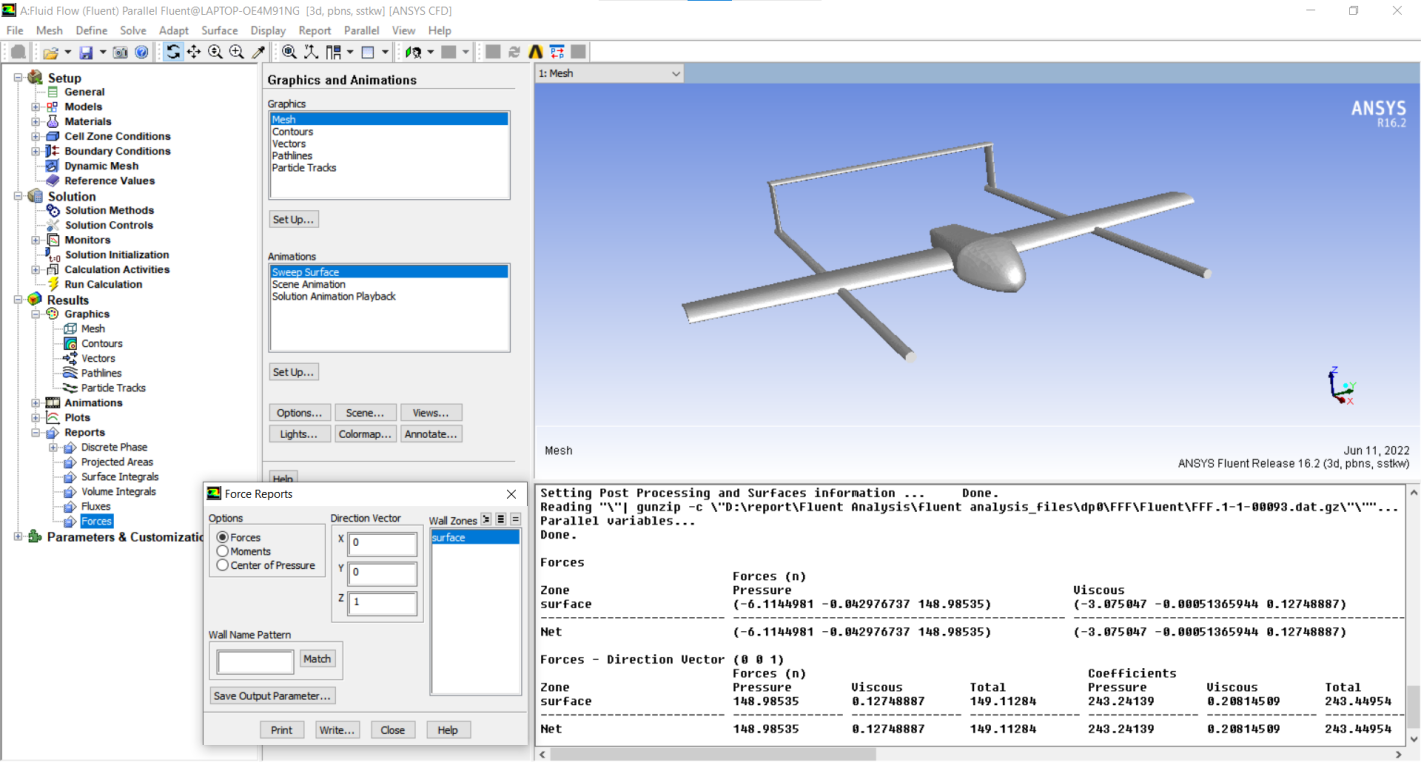 A:Fluid Flow (Fluent) Parallel Fluent@LAPTOP-OE4M91NG [3d, pbns, sstkw] [ANSYS CFD]
File Mesh Define Solve Adapt Surface Display Report Parallel View Help
Setup
General
Models
Materials
Cell Zone Conditions
Boundary Conditions
Dynamic Mesh
Reference Values
Solution
Solution Methods
Solution Controls
Monitors
Solution Initialization
Calculation Activities
Run Calculation
Results
Graphics
Mesh
Contours
Vectors
Pathlines
Particle Tracks
Animations
Plots
Reports
Discrete Phase
Projected Areas
Surface Integrals
Volume Integrals
Fluxes
Forces
Parameters & Customizatio
Graphics and Animations
Graphics
Mesh
Contours
Vectors
Pathlines
Particle Tracks
Set Up...
Animations
Sweep Surface
Scene Animation
Solution Animation Playback
Set Up...
Options... Scene... Views...
Lights... Colormap... Annotate...
Help
1: Mesh
ANSYS
R16.2
Z
Y
X
Mesh
Jun 11, 2022
ANSYS Fluent Release 16.2 (3d, pbns, sstkw)
Force Reports
Options
Forces
Moments
Center of Pressure
Direction Vector
X 0
Y 0
Z 1
Wall Zones
surface
Wall Name Pattern
Match
Save Output Parameter...
Print Write... Close Help
Setting Post Processing and Surfaces information ... Done.
Reading "\"| gunzip -c \"D:\report\Fluent Analysis\fluent analysis_files\dp0\FFF\Fluent\FFF.1-1-00093.dat.gz\"\""...
Parallel variables...
Done.
Forces
Forces (n)
Zone Pressure Viscous
surface (-6.1144981 -0.042976737 148.98535) (-3.075047 -0.00051365944 0.12748887)
Net (-6.1144981 -0.042976737 148.98535) (-3.075047 -0.00051365944 0.12748887)
Forces - Direction Vector (0 0 1)
Forces (n) Coefficients
Zone Pressure Viscous Total Pressure Viscous Total
surface 148.98535 0.12748887 149.11284 243.24139 0.20814509 243.44954
Net 148.98535 0.12748887 149.11284 243.24139 0.20814509 243.44954